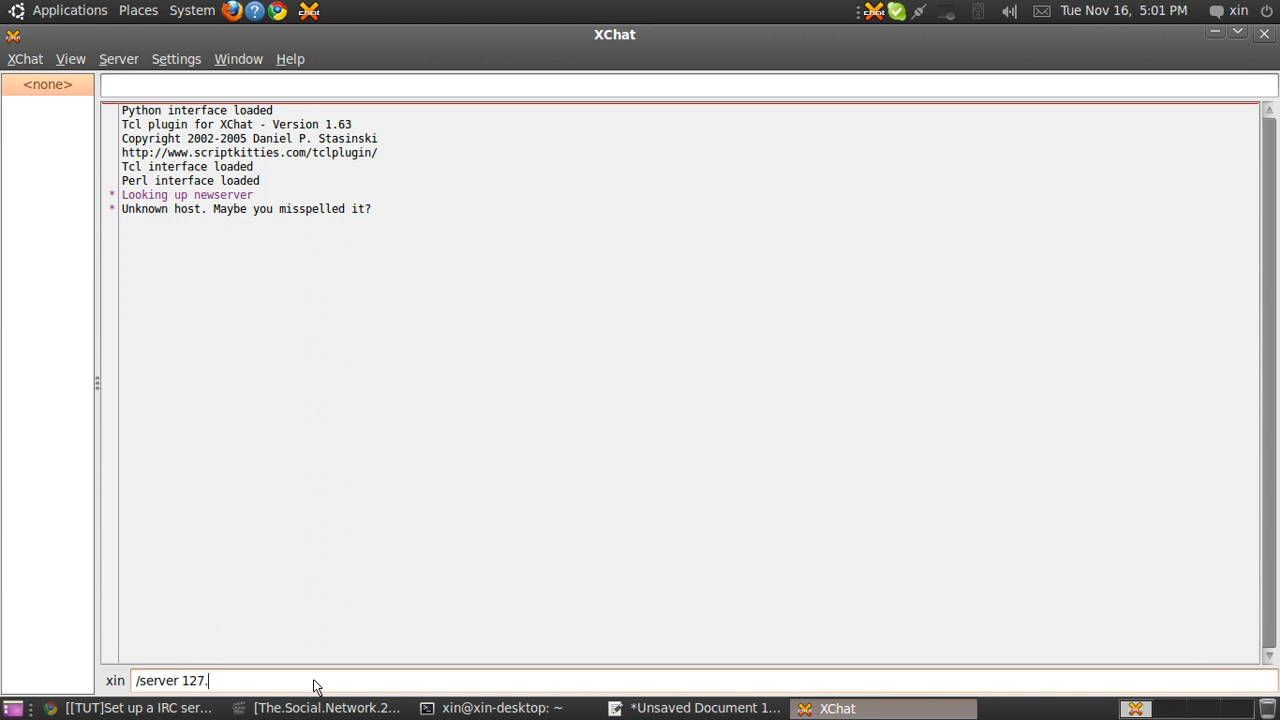 Applications Places System
Tue Nov 16, 5:01 PM xin
XChat
XChat View Server Settings Window Help
<none>
Python interface loaded
Tcl plugin for XChat - Version 1.63
Copyright 2002-2005 Daniel P. Stasinski
http://www.scriptkitties.com/tclplugin/
Tcl interface loaded
Perl interface loaded
* Looking up newserver
* Unknown host. Maybe you misspelled it?
xin /server 127.
[[TUT]Set up a IRC ser... [The.Social.Network.2... xin@xin-desktop: ~ *Unsaved Document 1... XChat